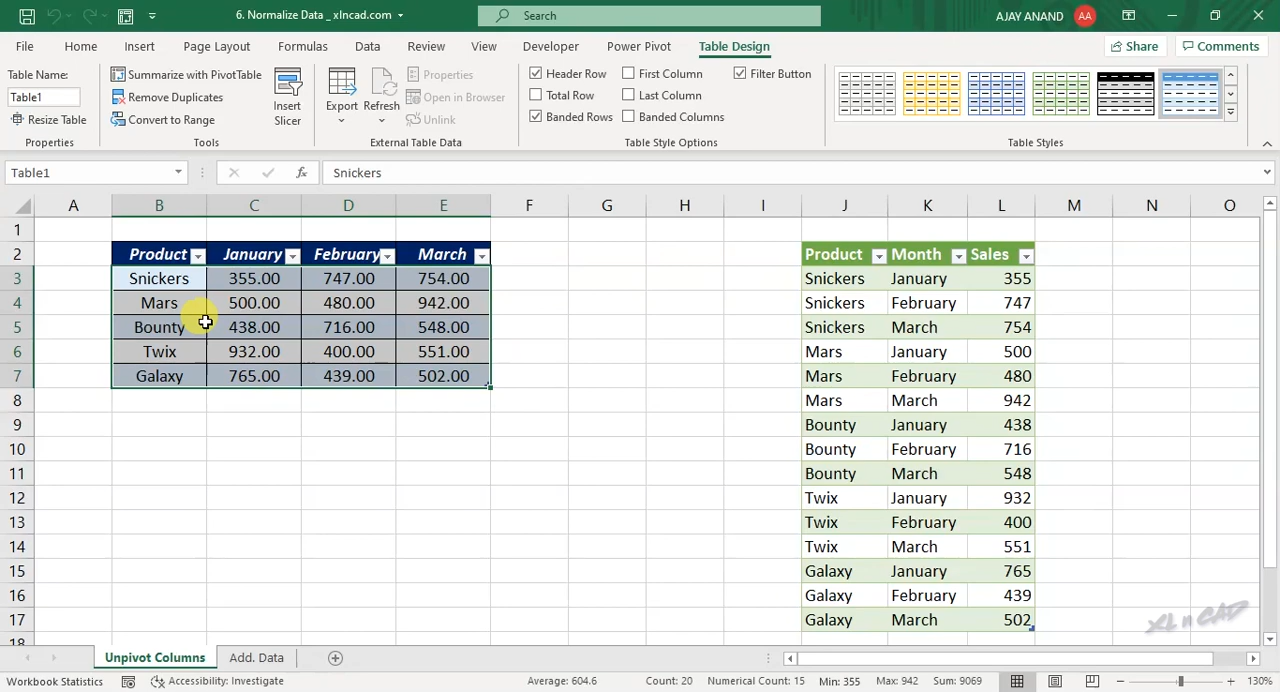 6. Normalize Data _ xlncad.com
Search
AJAY ANAND
AA
File
Home
Insert
Page Layout
Formulas
Data
Review
View
Developer
Power Pivot
Table Design
Share
Comments
Table Name:
Table1
Resize Table
Properties
Summarize with PivotTable
Remove Duplicates
Convert to Range
Tools
Insert
Slicer
Export
Refresh
Properties
Open in Browser
Unlink
External Table Data
Header Row
First Column
Filter Button
Total Row
Last Column
Banded Rows
Banded Columns
Table Style Options
Table Styles
Table1
fx
Snickers
A B C D E F G H I J K L M N O
1
2 Product January February March Product Month Sales
3 Snickers 355.00 747.00 754.00 Snickers January 355
4 Mars 500.00 480.00 942.00 Snickers February 747
5 Bounty 438.00 716.00 548.00 Snickers March 754
6 Twix 932.00 400.00 551.00 Mars January 500
7 Galaxy 765.00 439.00 502.00 Mars February 480
8 Mars March 942
9 Bounty January 438
10 Bounty February 716
11 Bounty March 548
12 Twix January 932
13 Twix February 400
14 Twix March 551
15 Galaxy January 765
16 Galaxy February 439
17 Galaxy March 502
18
XL n CAD
Unpivot Columns
Add. Data
Workbook Statistics
Accessibility: Investigate
Average: 604.6
Count: 20
Numerical Count: 15
Min: 355
Max: 942
Sum: 9069
130%